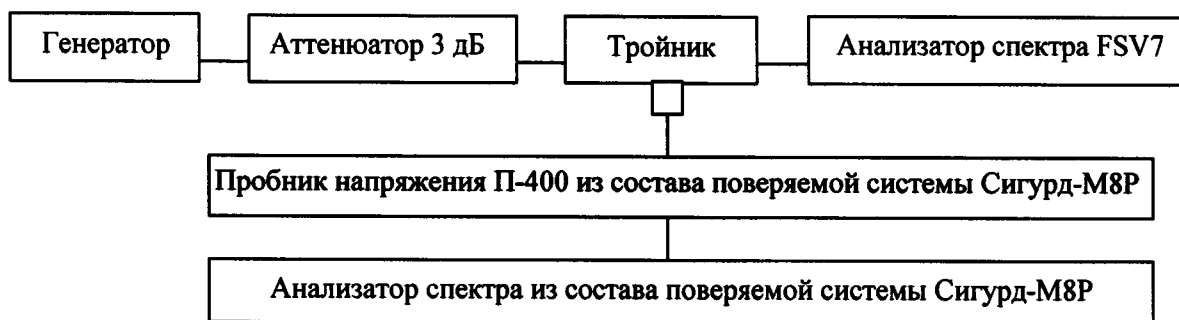 Генератор
Аттенюатор 3 дБ
Тройник
Анализатор спектра FSV7
Пробник напряжения П-400 из состава поверяемой системы Сигурд-М8Р
Анализатор спектра из состава поверяемой системы Сигурд-М8Р